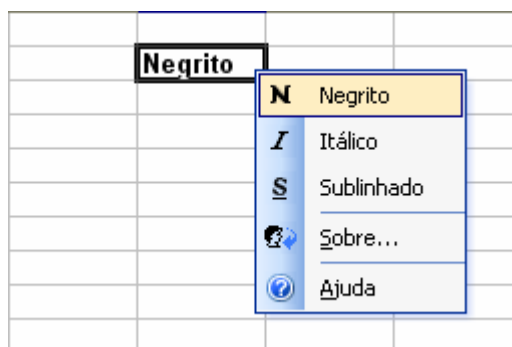 Negrito
N Negrito
I Itálico
S Sublinhado
Sobre...
? Ajuda